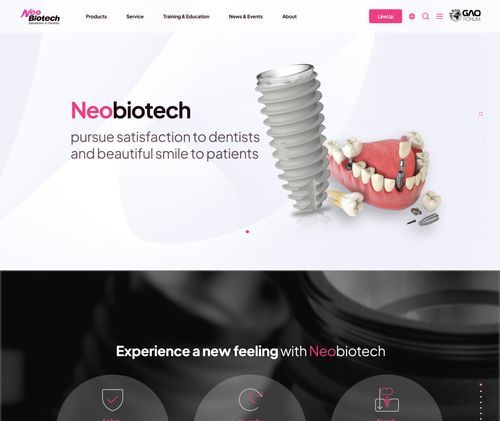 Neo
Biotech
Satisfaction to Dentists
Products
Service
Training & Education
News & Events
About
LineUp
GAO
FORUM
Neobiotech
pursue satisfaction to dentists
and beautiful smile to patients
Experience a new feeling with Neobiotech